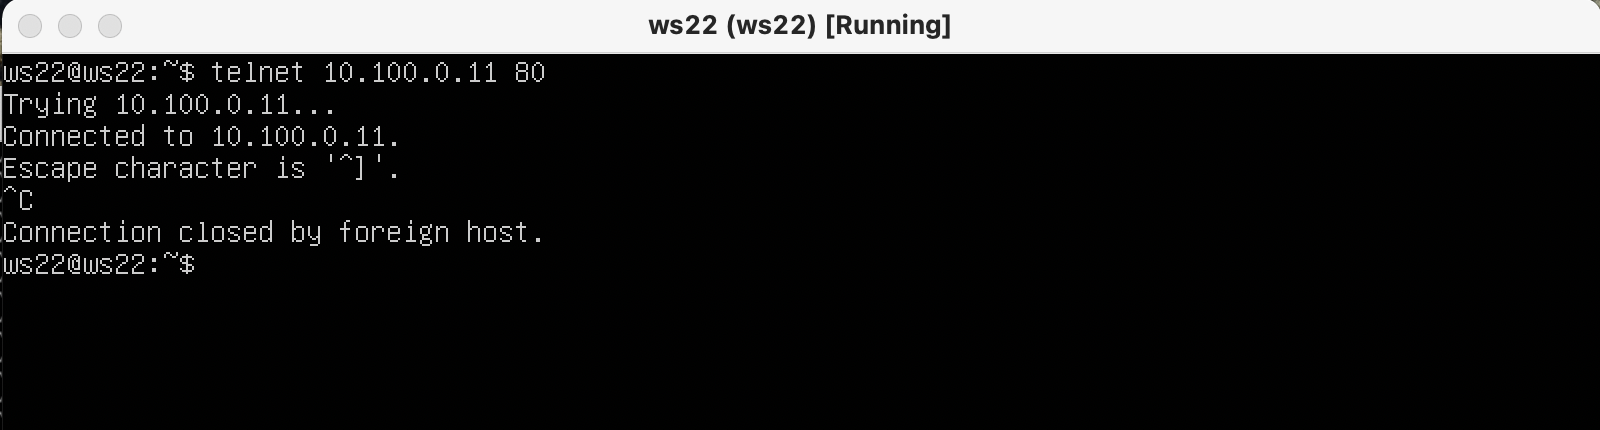 ws22 (ws22) [Running]
ws22@ws22:~$ telnet 10.100.0.11 80
Trying 10.100.0.11...
Connected to 10.100.0.11.
Escape character is '^]'.
^C
Connection closed by foreign host.
ws22@ws22:~$